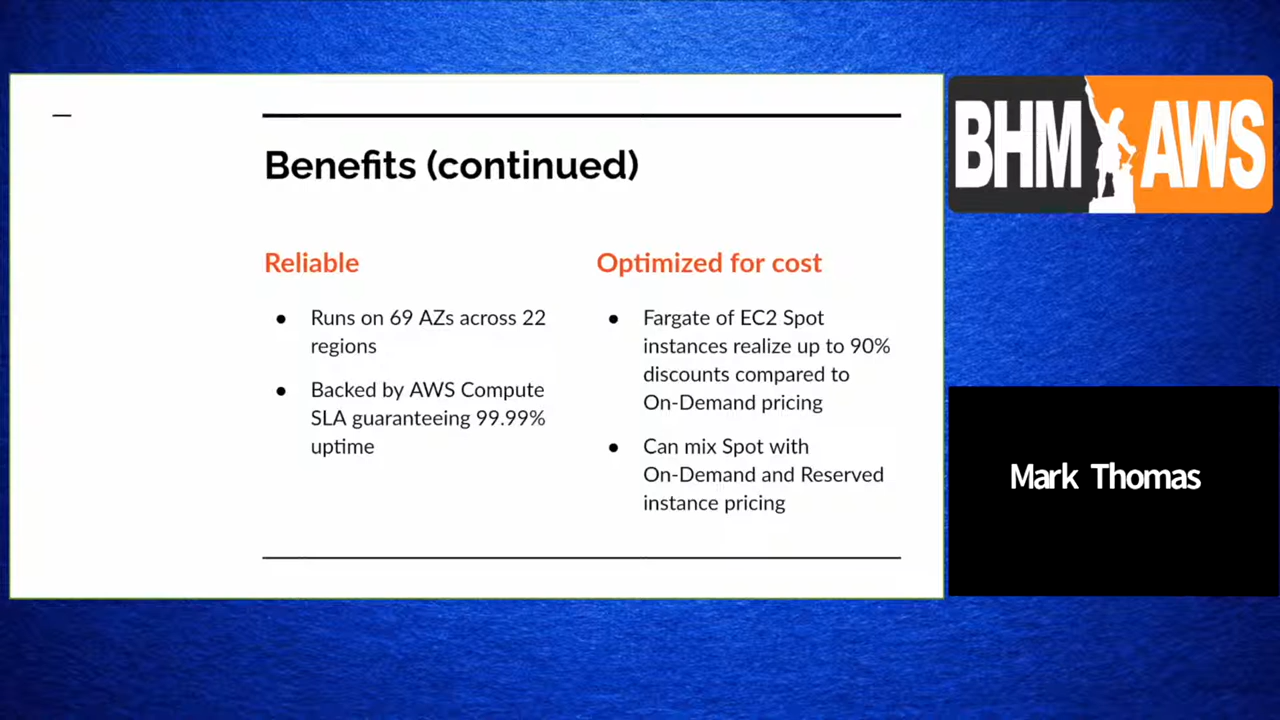 Benefits (continued)
Reliable
● Runs on 69 AZs across 22
regions
● Backed by AWS Compute
SLA guaranteeing 99.99%
uptime
Optimized for cost
● Fargate of EC2 Spot
instances realize up to 90%
discounts compared to
On-Demand pricing
● Can mix Spot with
On-Demand and Reserved
instance pricing
BHM AWS
Mark Thomas